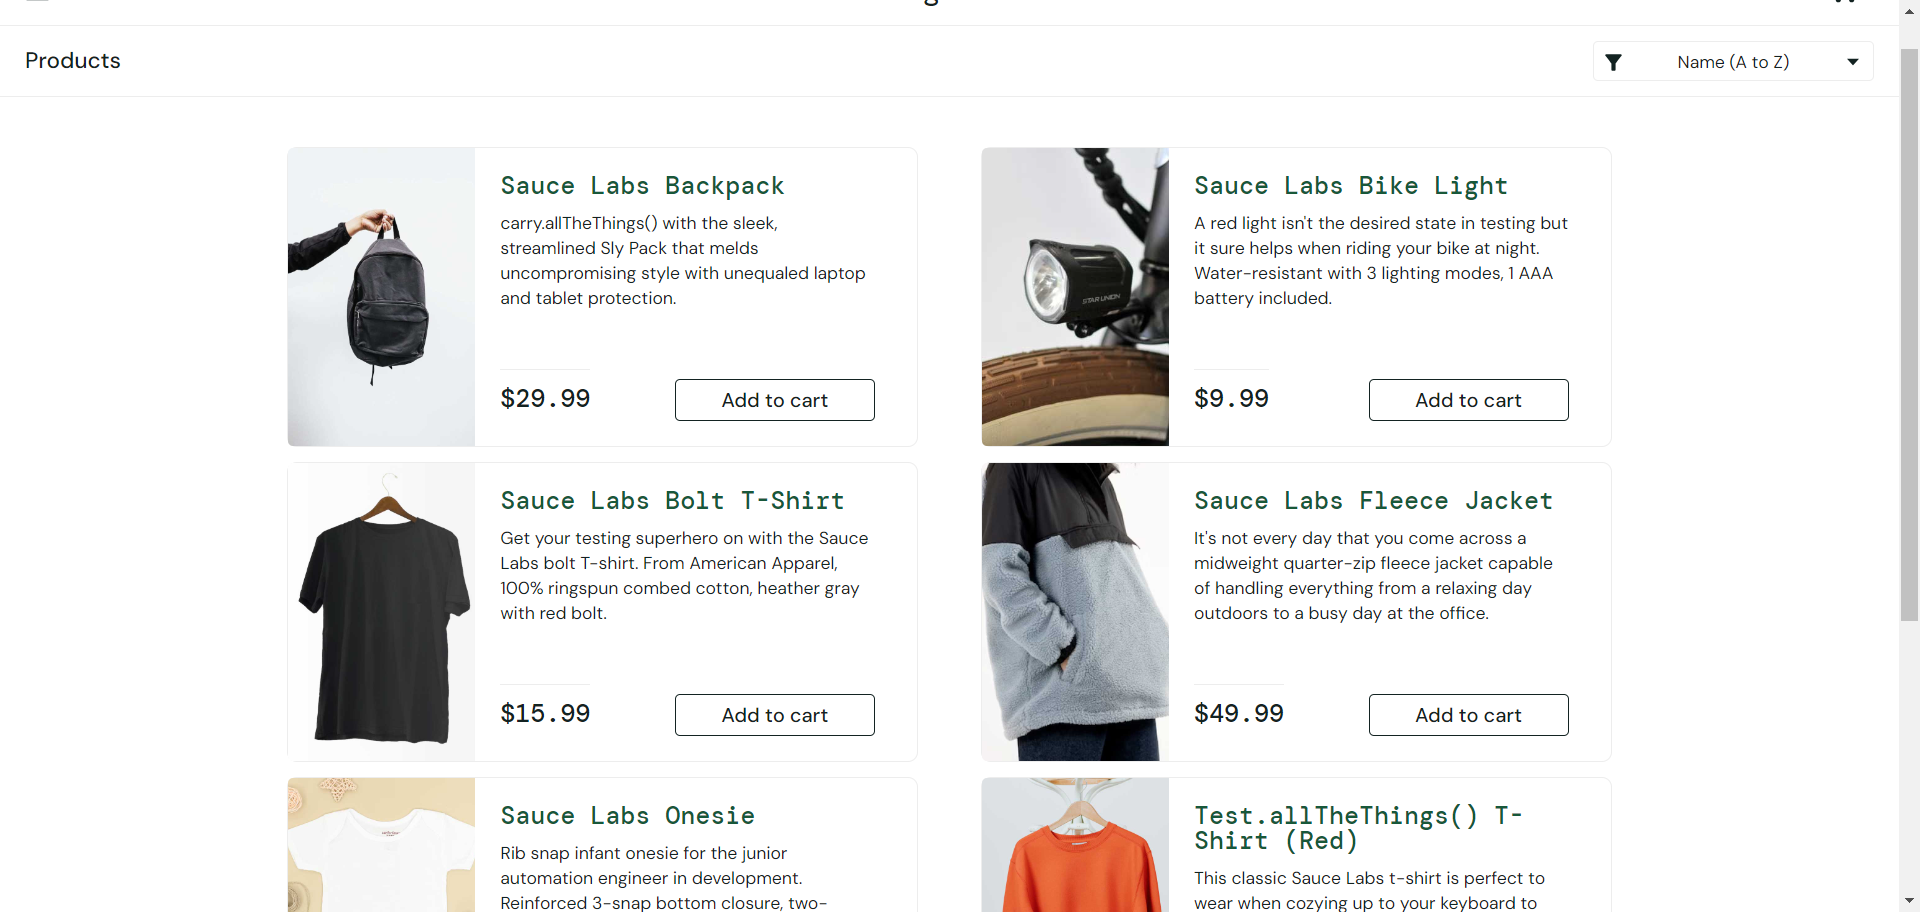 Products
Name (A to Z)
Sauce Labs Backpack
carry.allTheThings() with the sleek,
streamlined Sly Pack that melds
uncompromising style with unequaled laptop
and tablet protection.
$29.99
Add to cart
Sauce Labs Bike Light
A red light isn't the desired state in testing but
it sure helps when riding your bike at night.
Water-resistant with 3 lighting modes, 1 AAA
battery included.
$9.99
Add to cart
STAR UNION
Sauce Labs Bolt T-Shirt
Get your testing superhero on with the Sauce
Labs bolt T-shirt. From American Apparel,
100% ringspun combed cotton, heather gray
with red bolt.
$15.99
Add to cart
Sauce Labs Fleece Jacket
It's not every day that you come across a
midweight quarter-zip fleece jacket capable
of handling everything from a relaxing day
outdoors to a busy day at the office.
$49.99
Add to cart
Sauce Labs Onesie
Rib snap infant onesie for the junior
automation engineer in development.
Reinforced 3-snap bottom closure, two-
Test.allTheThings() T-
Shirt (Red)
This classic Sauce Labs t-shirt is perfect to
wear when cozying up to your keyboard to